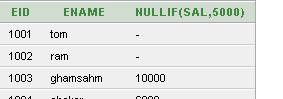 EID ENAME NULLIF(SAL,5000)
1001 tom -
1002 ram -
1003 ghamsahm 10000